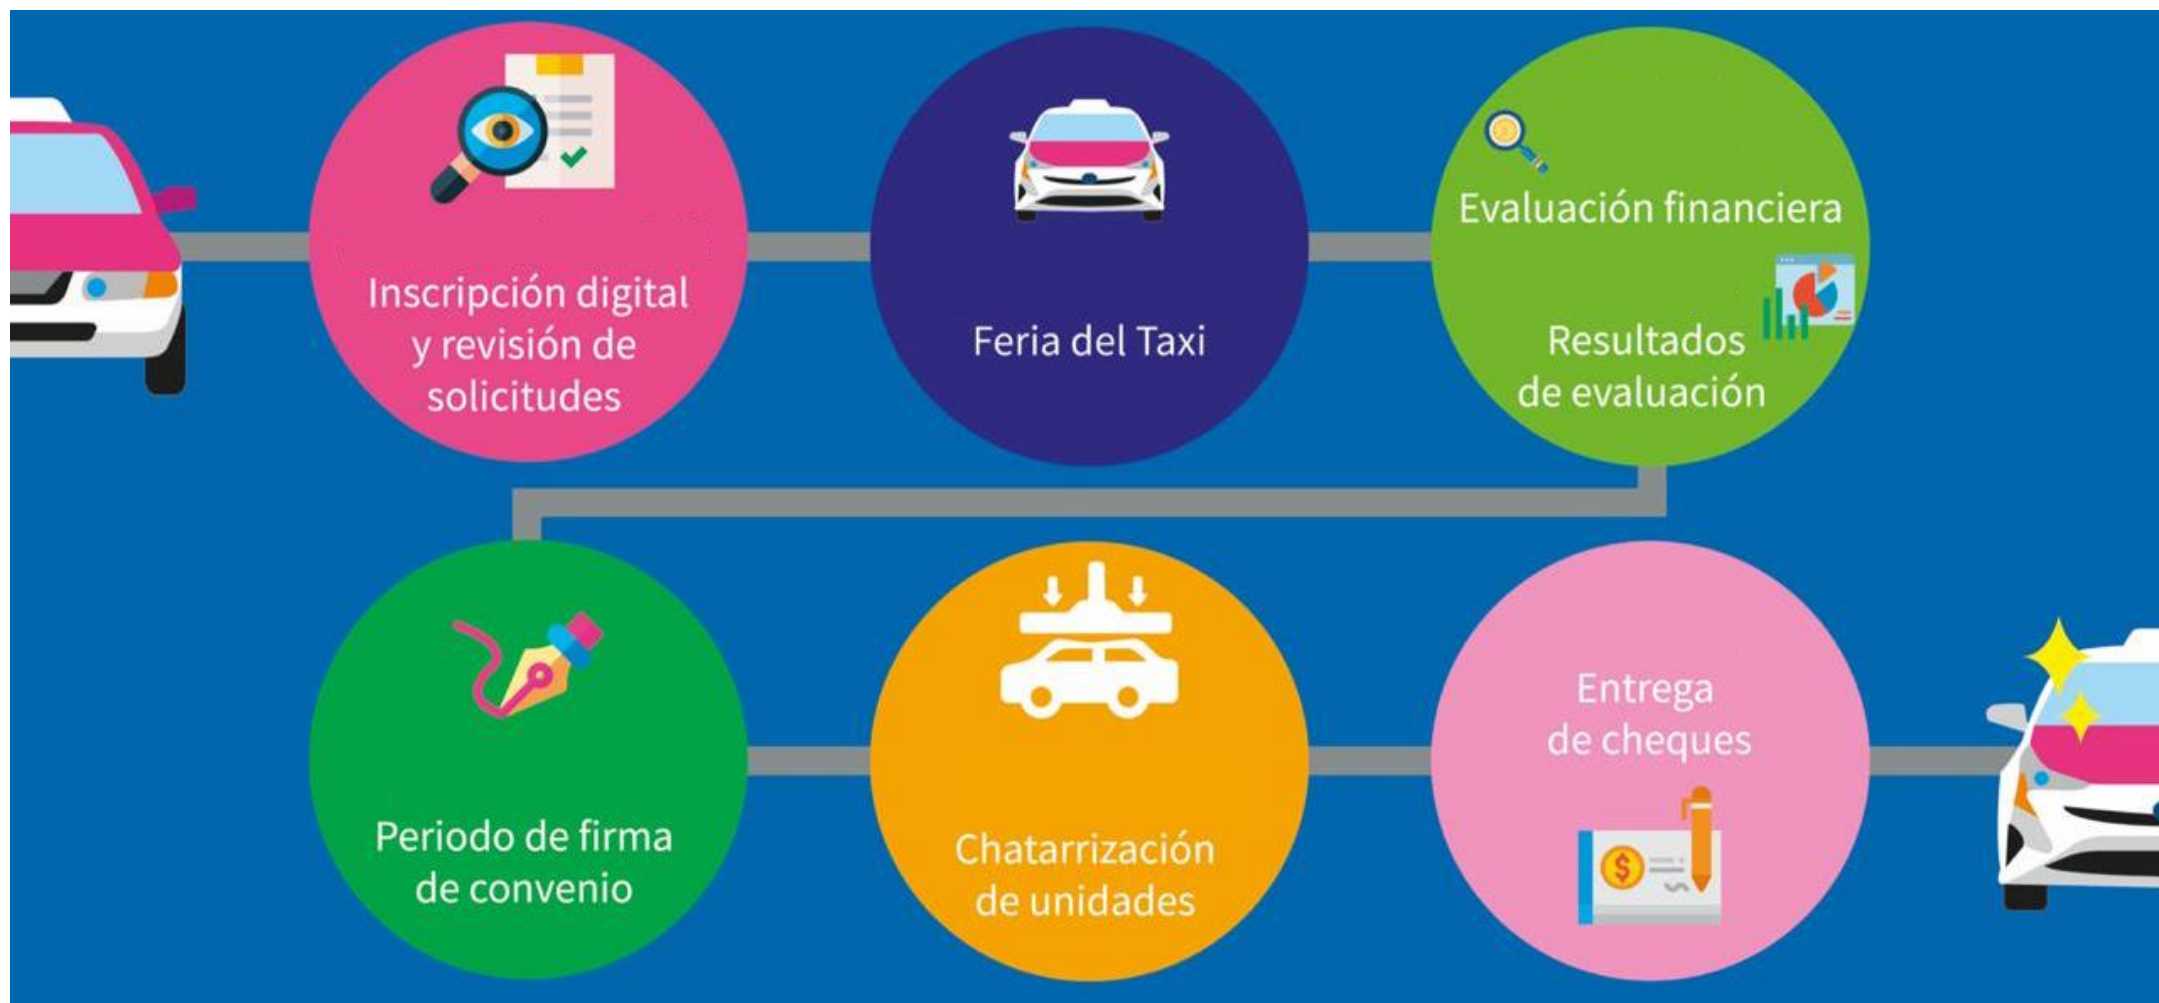 Inscripción digital
y revisión de
solicitudes
Feria del Taxi
Evaluación financiera
Resultados
de evaluación
Periodo de firma
de convenio
Chatarrización
de unidades
Entrega
de cheques